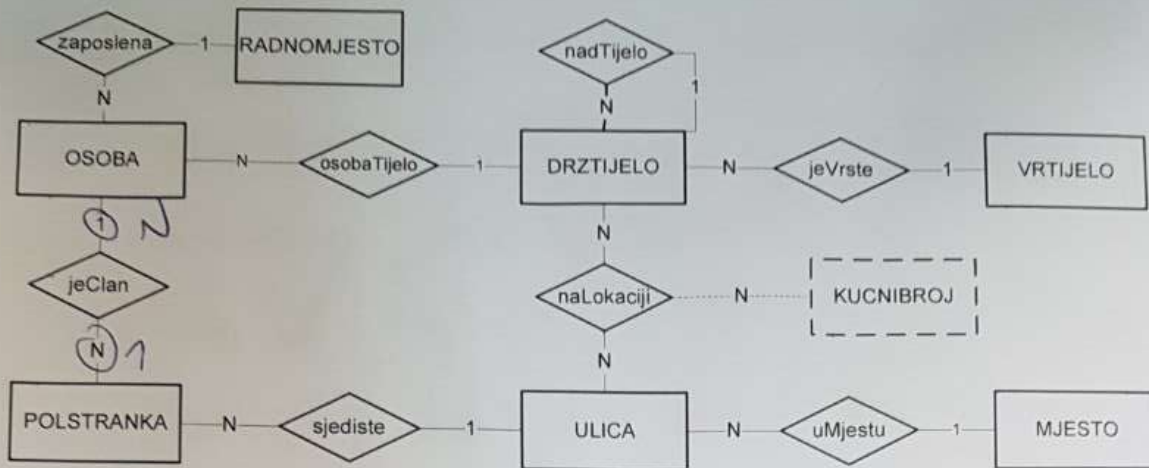 zaposlena 1 RADNOMJESTO
nadTijelo
1
N
N
OSOBA N osobaTijelo 1 DRZTIJELO N jeVrste 1 VRTIJELO
1 N
N
jeClan
naLokaciji N KUCNIBROJ
N 1
N
POLSTRANKA N sjediste 1 ULICA N uMjestu 1 MJESTO